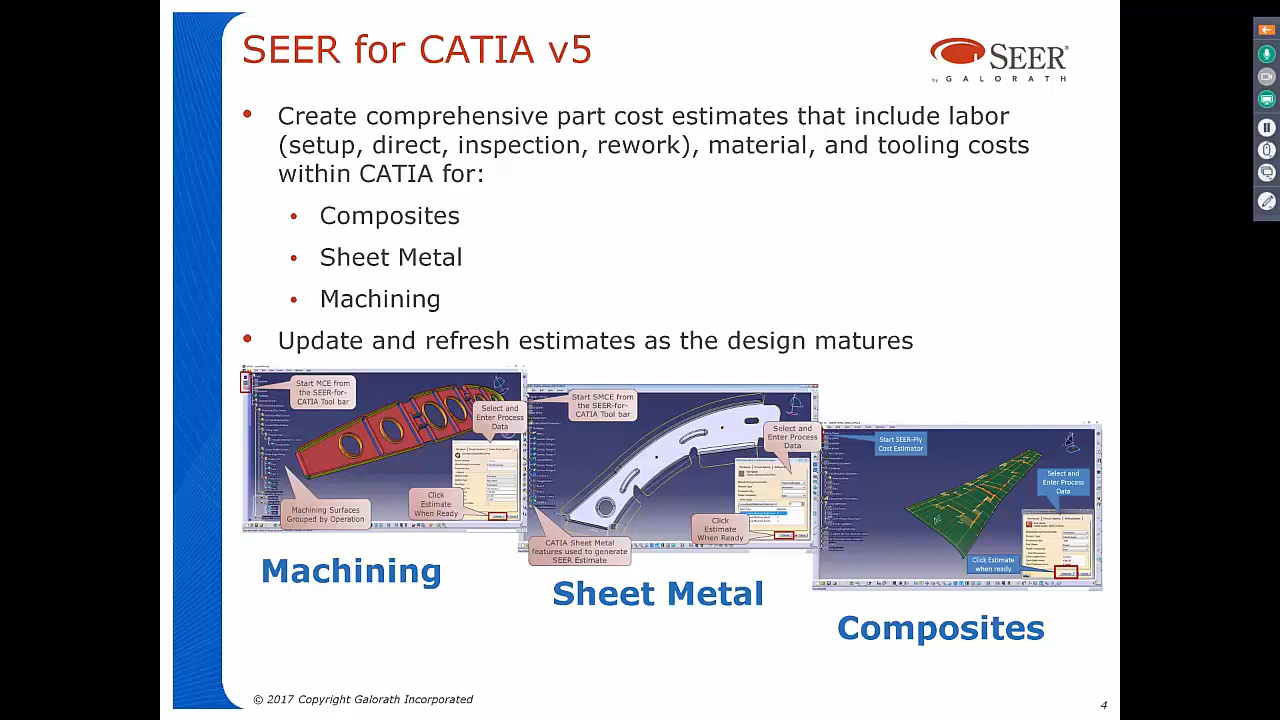 SEER for CATIA v5
SEER®
by GALORATH
• Create comprehensive part cost estimates that include labor
(setup, direct, inspection, rework), material, and tooling costs
within CATIA for:
• Composites
• Sheet Metal
• Machining
• Update and refresh estimates as the design matures
Start MCE from
the SEER-for-
CATIA Tool bar
Select and
Enter Process
Data
Click
Estimate
When Ready
Machining Surfaces
Grouped by Operation
Machining
Start SMCE from
the SEER-for-
CATIA Tool bar
Select and
Enter Process
Data
Click
Estimate
When Ready
CATIA Sheet Metal
features used to generate
SEER Estimate
Sheet Metal
Start SEER-Ply
Cost Estimator
Select and
Enter Process
Data
Click Estimate
when ready
Composites
© 2017 Copyright Galorath Incorporated
4